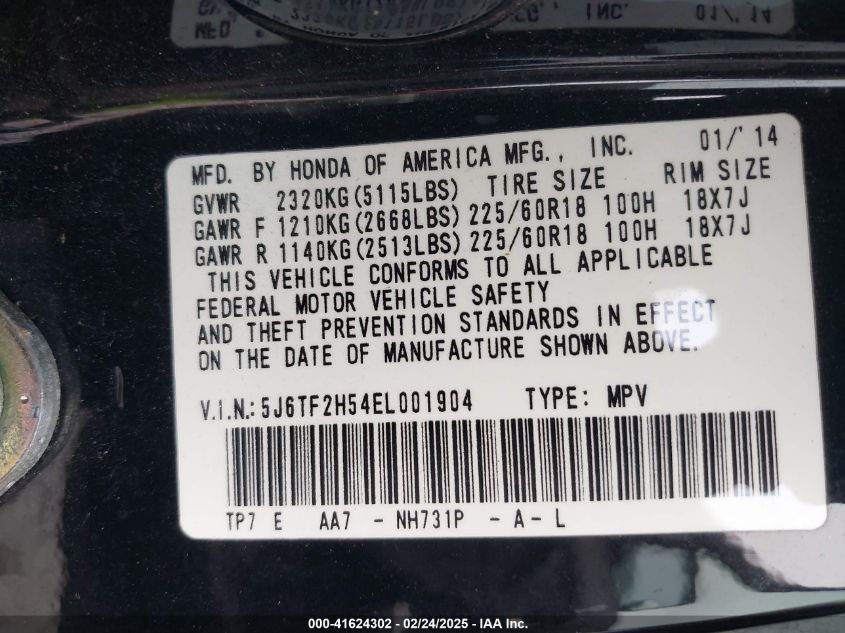 MFD. BY HONDA OF AMERICA MFG., INC. 01/'14
GVWR 2320KG(5115LBS) TIRE SIZE RIM SIZE
GAWR F 1210KG(2668LBS) 225/60R18 100H 18X7J
GAWR R 1140KG(2513LBS) 225/60R18 100H 18X7J
THIS VEHICLE CONFORMS TO ALL APPLICABLE
FEDERAL MOTOR VEHICLE SAFETY
AND THEFT PREVENTION STANDARDS IN EFFECT
ON THE DATE OF MANUFACTURE SHOWN ABOVE.
V.I.N.: 5J6TF2H54EL001904 TYPE: MPV
TP7 E AA7 - NH731P - A - L
000-41624302 - 02/24/2025 - IAA Inc.